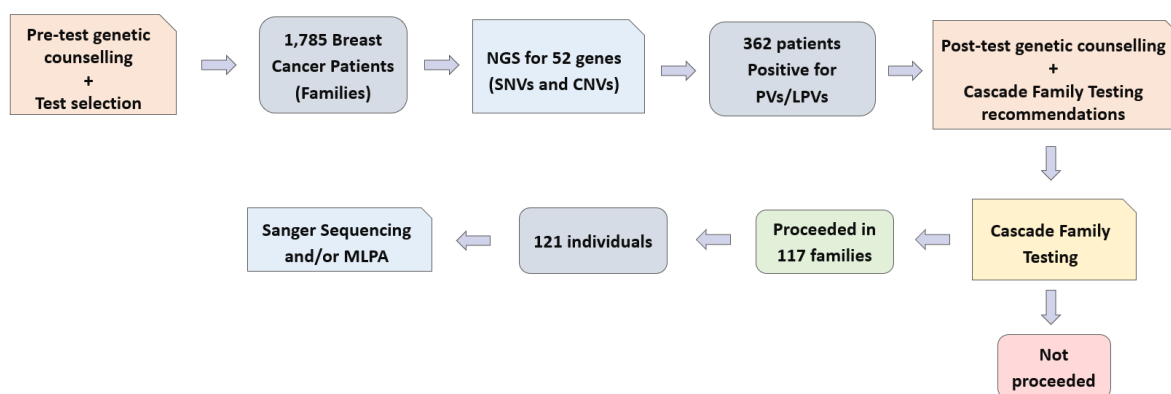 Pre-test genetic
counselling
+
Test selection
1,785 Breast
Cancer Patients
(Families)
NGS for 52 genes
(SNVs and CNVs)
362 patients
Positive for
PVs/LPVs
Post-test genetic counselling
+
Cascade Family Testing
recommendations
Cascade Family
Testing
Proceeded in
117 families
121 individuals
Sanger Sequencing
and/or MLPA
Not
proceeded